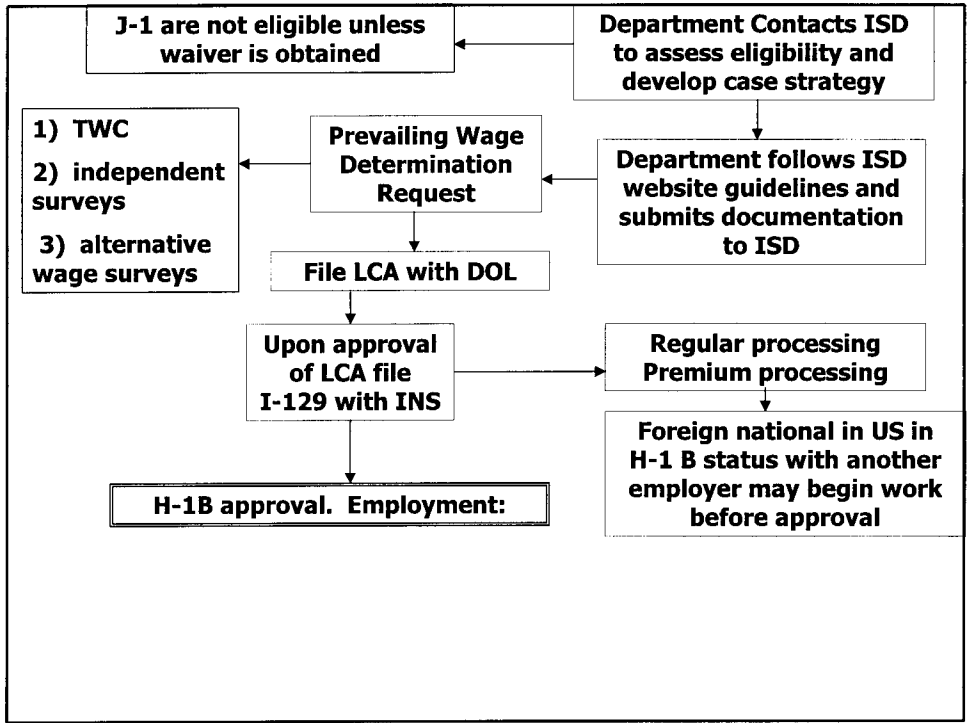 J-1 are not eligible unless
waiver is obtained
Department Contacts ISD
to assess eligibility and
develop case strategy
1) TWC
2) independent
surveys
3) alternative
wage surveys
Prevailing Wage
Determination
Request
Department follows ISD
website guidelines and
submits documentation
to ISD
File LCA with DOL
Upon approval
of LCA file
I-129 with INS
Regular processing
Premium processing
Foreign national in US in
H-1 B status with another
employer may begin work
before approval
H-1B approval. Employment: